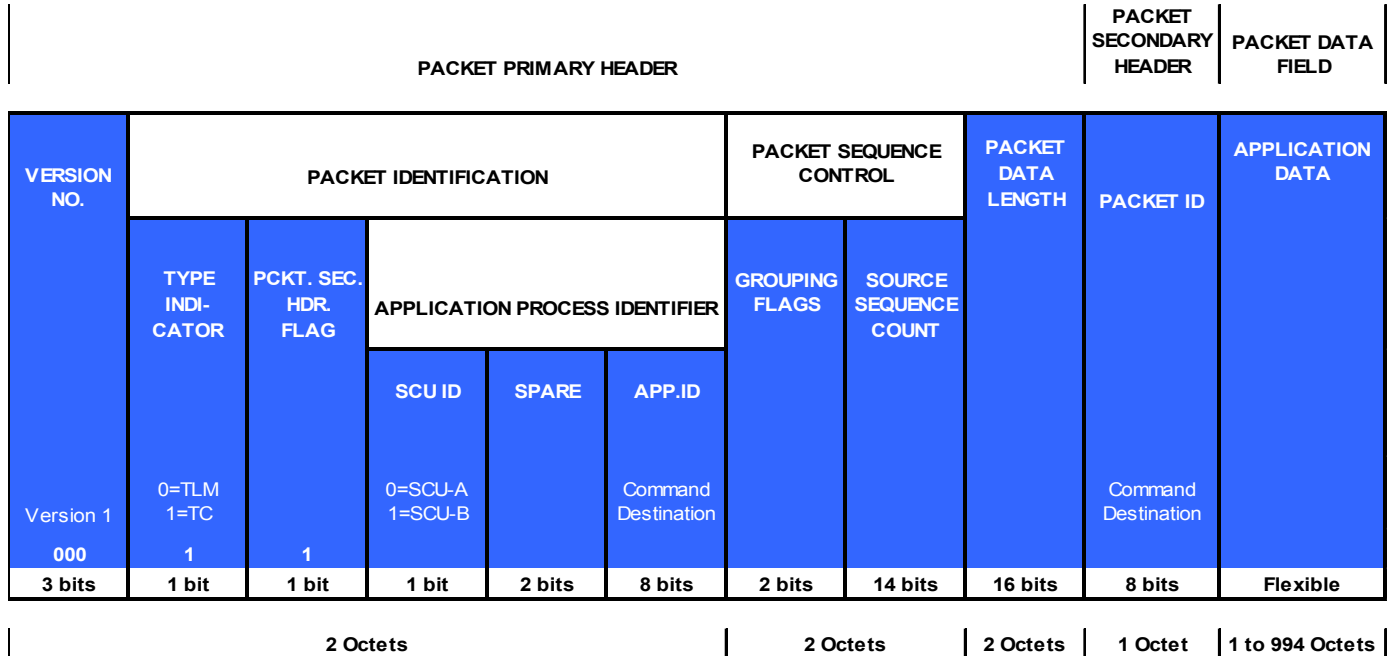 PACKET PRIMARY HEADER
PACKET
SECONDARY
HEADER
PACKET DATA
FIELD
VERSION
NO.
PACKET IDENTIFICATION
PACKET SEQUENCE
CONTROL
PACKET
DATA
LENGTH
PACKET ID
APPLICATION
DATA
TYPE
INDI-
CATOR
PCKT. SEC.
HDR.
FLAG
APPLICATION PROCESS IDENTIFIER
GROUPING
FLAGS
SOURCE
SEQUENCE
COUNT
SCU ID
SPARE
APP.ID
Version 1
0=TLM
1=TC
0=SCU-A
1=SCU-B
Command
Destination
Command
Destination
000
1
1
3 bits
1 bit
1 bit
1 bit
2 bits
8 bits
2 bits
14 bits
16 bits
8 bits
Flexible
2 Octets
2 Octets
2 Octets
1 Octet
1 to 994 Octets